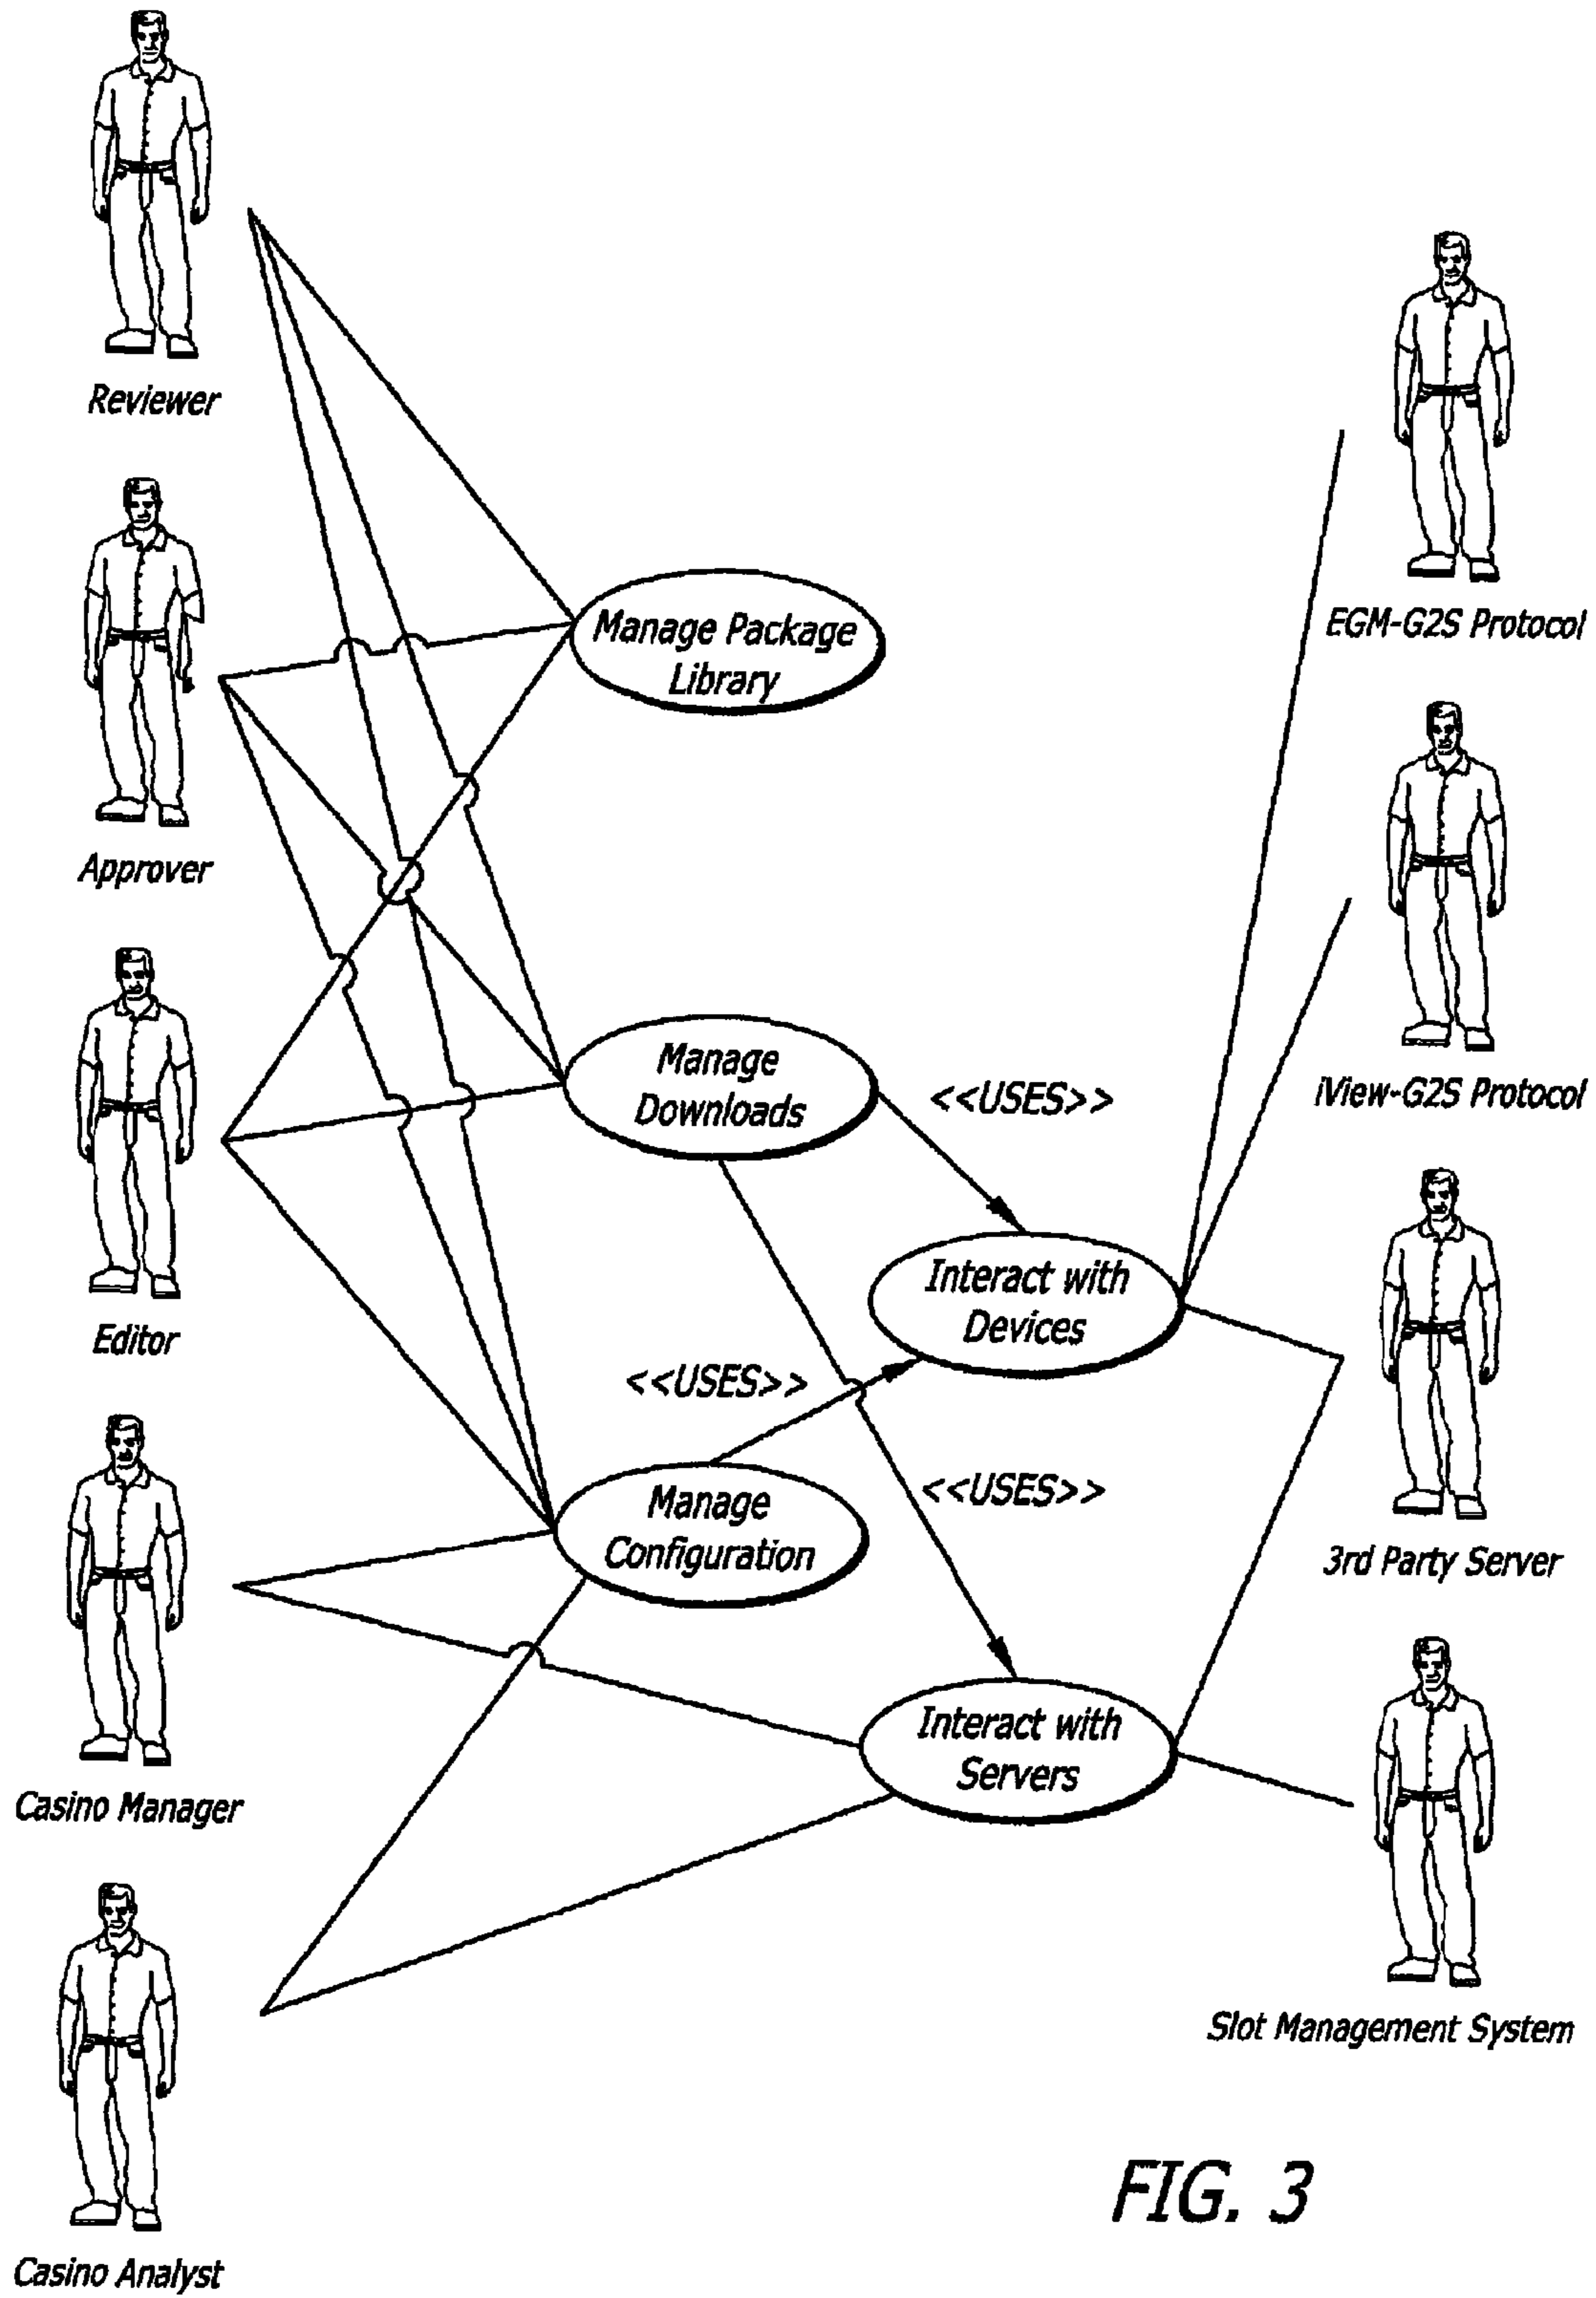 Reviewer
Approver
Editor
Casino Manager
Casino Analyst
Manage Package
Library
Manage
Downloads
<<USES>>
Interact with
Devices
<<USES>>
Manage
Configuration
<<USES>>
Interact with
Servers
EGM-G2S Protocol
iView-G2S Protocol
3rd Party Server
Slot Management System
FIG. 3